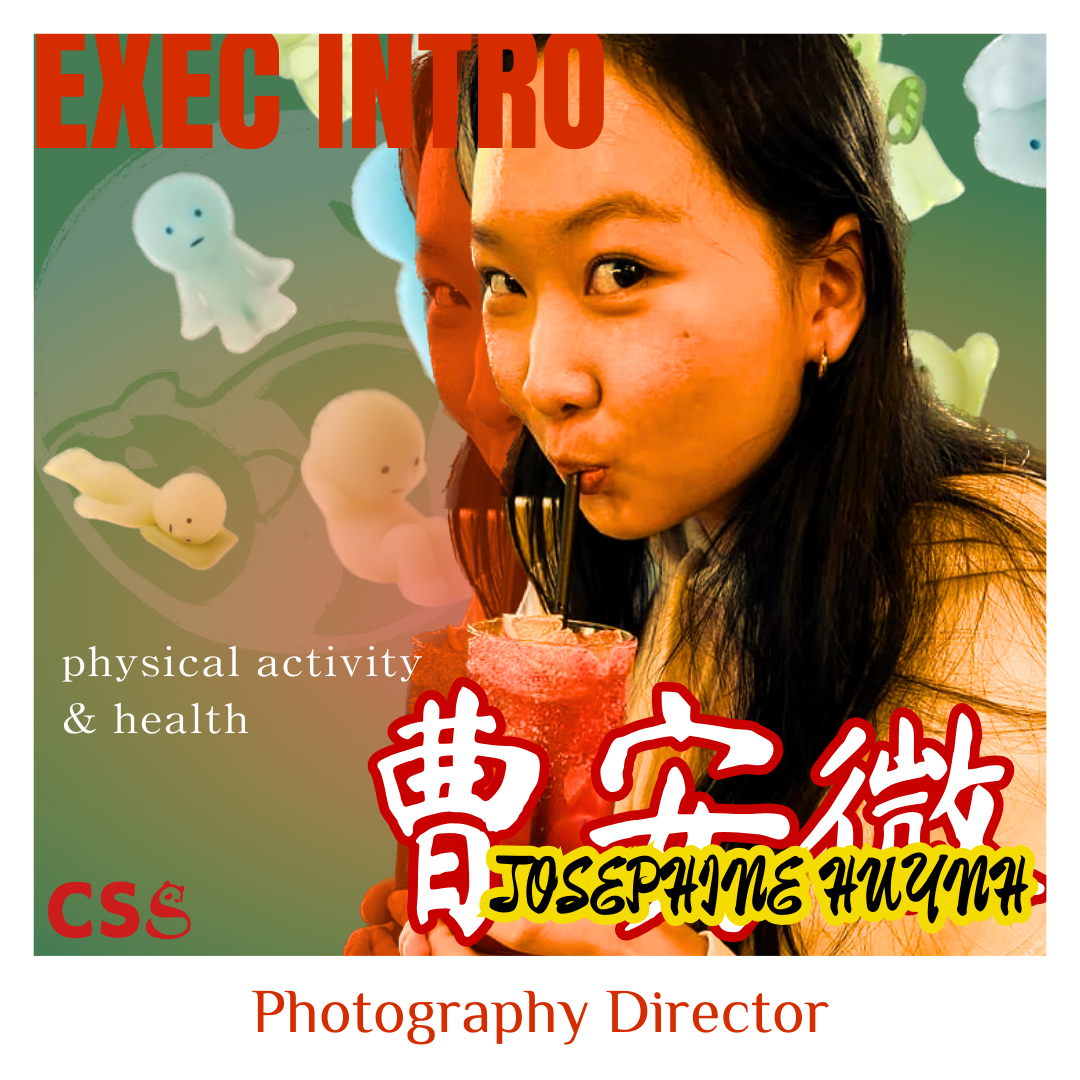 EXEC INTRO
physical activity
& health
曹安微
JOSEPHINE HUYNH
CSS
Photography Director